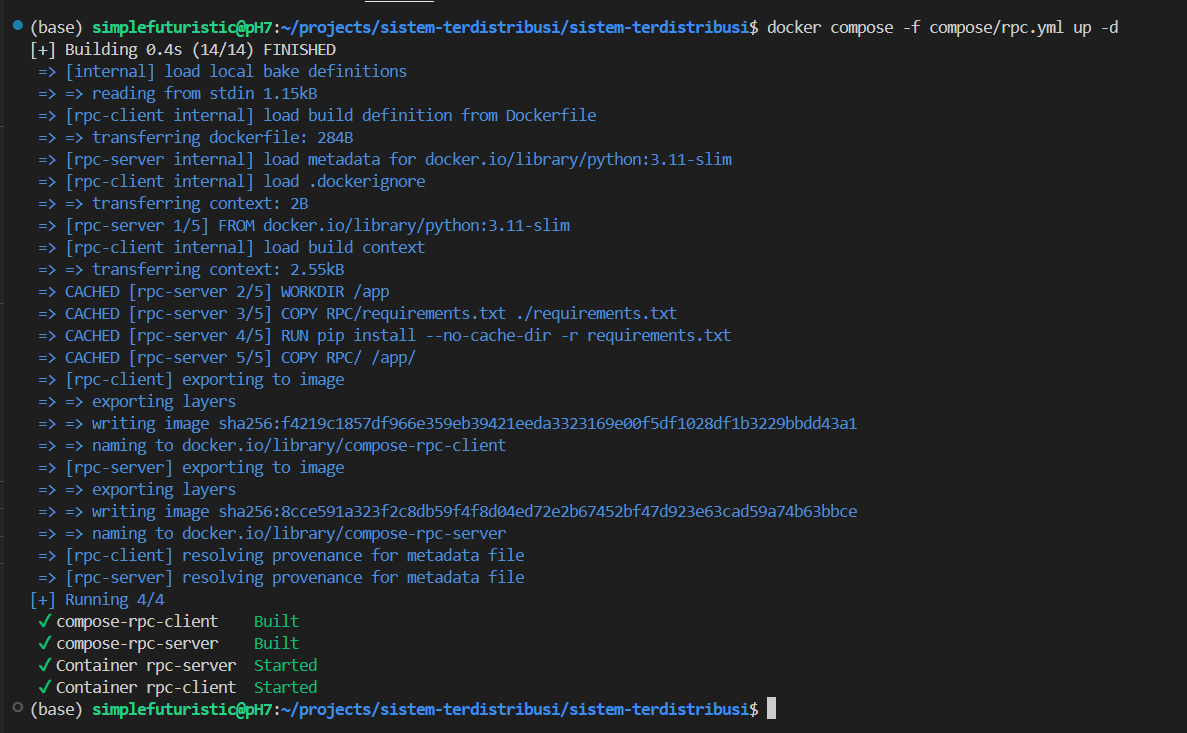 (base) simplefuturistic@pH7:~/projects/sistem-terdistribusi/sistem-terdistribusi$ docker compose -f compose/rpc.yml up -d
[+] Building 0.4s (14/14) FINISHED
=> [internal] load local bake definitions
=> => reading from stdin 1.15kB
=> [rpc-client internal] load build definition from Dockerfile
=> => transferring dockerfile: 284B
=> [rpc-server internal] load metadata for docker.io/library/python:3.11-slim
=> [rpc-client internal] load .dockerignore
=> => transferring context: 2B
=> [rpc-server 1/5] FROM docker.io/library/python:3.11-slim
=> [rpc-client internal] load build context
=> => transferring context: 2.55kB
=> CACHED [rpc-server 2/5] WORKDIR /app
=> CACHED [rpc-server 3/5] COPY RPC/requirements.txt ./requirements.txt
=> CACHED [rpc-server 4/5] RUN pip install --no-cache-dir -r requirements.txt
=> CACHED [rpc-server 5/5] COPY RPC/ /app/
=> [rpc-client] exporting to image
=> => exporting layers
=> => writing image sha256:f4219c1857df966e359eb39421eeda3323169e00f5df1028df1b3229bbdd43a1
=> => naming to docker.io/library/compose-rpc-client
=> [rpc-server] exporting to image
=> => exporting layers
=> => writing image sha256:8cce591a323f2c8db59f4f8d04ed72e2b67452bf47d923e63cad59a74b63bbce
=> => naming to docker.io/library/compose-rpc-server
=> [rpc-client] resolving provenance for metadata file
=> [rpc-server] resolving provenance for metadata file
[+] Running 4/4
✓ compose-rpc-client Built
✓ compose-rpc-server Built
✓ Container rpc-server Started
✓ Container rpc-client Started
(base) simplefuturistic@pH7:~/projects/sistem-terdistribusi/sistem-terdistribusi$